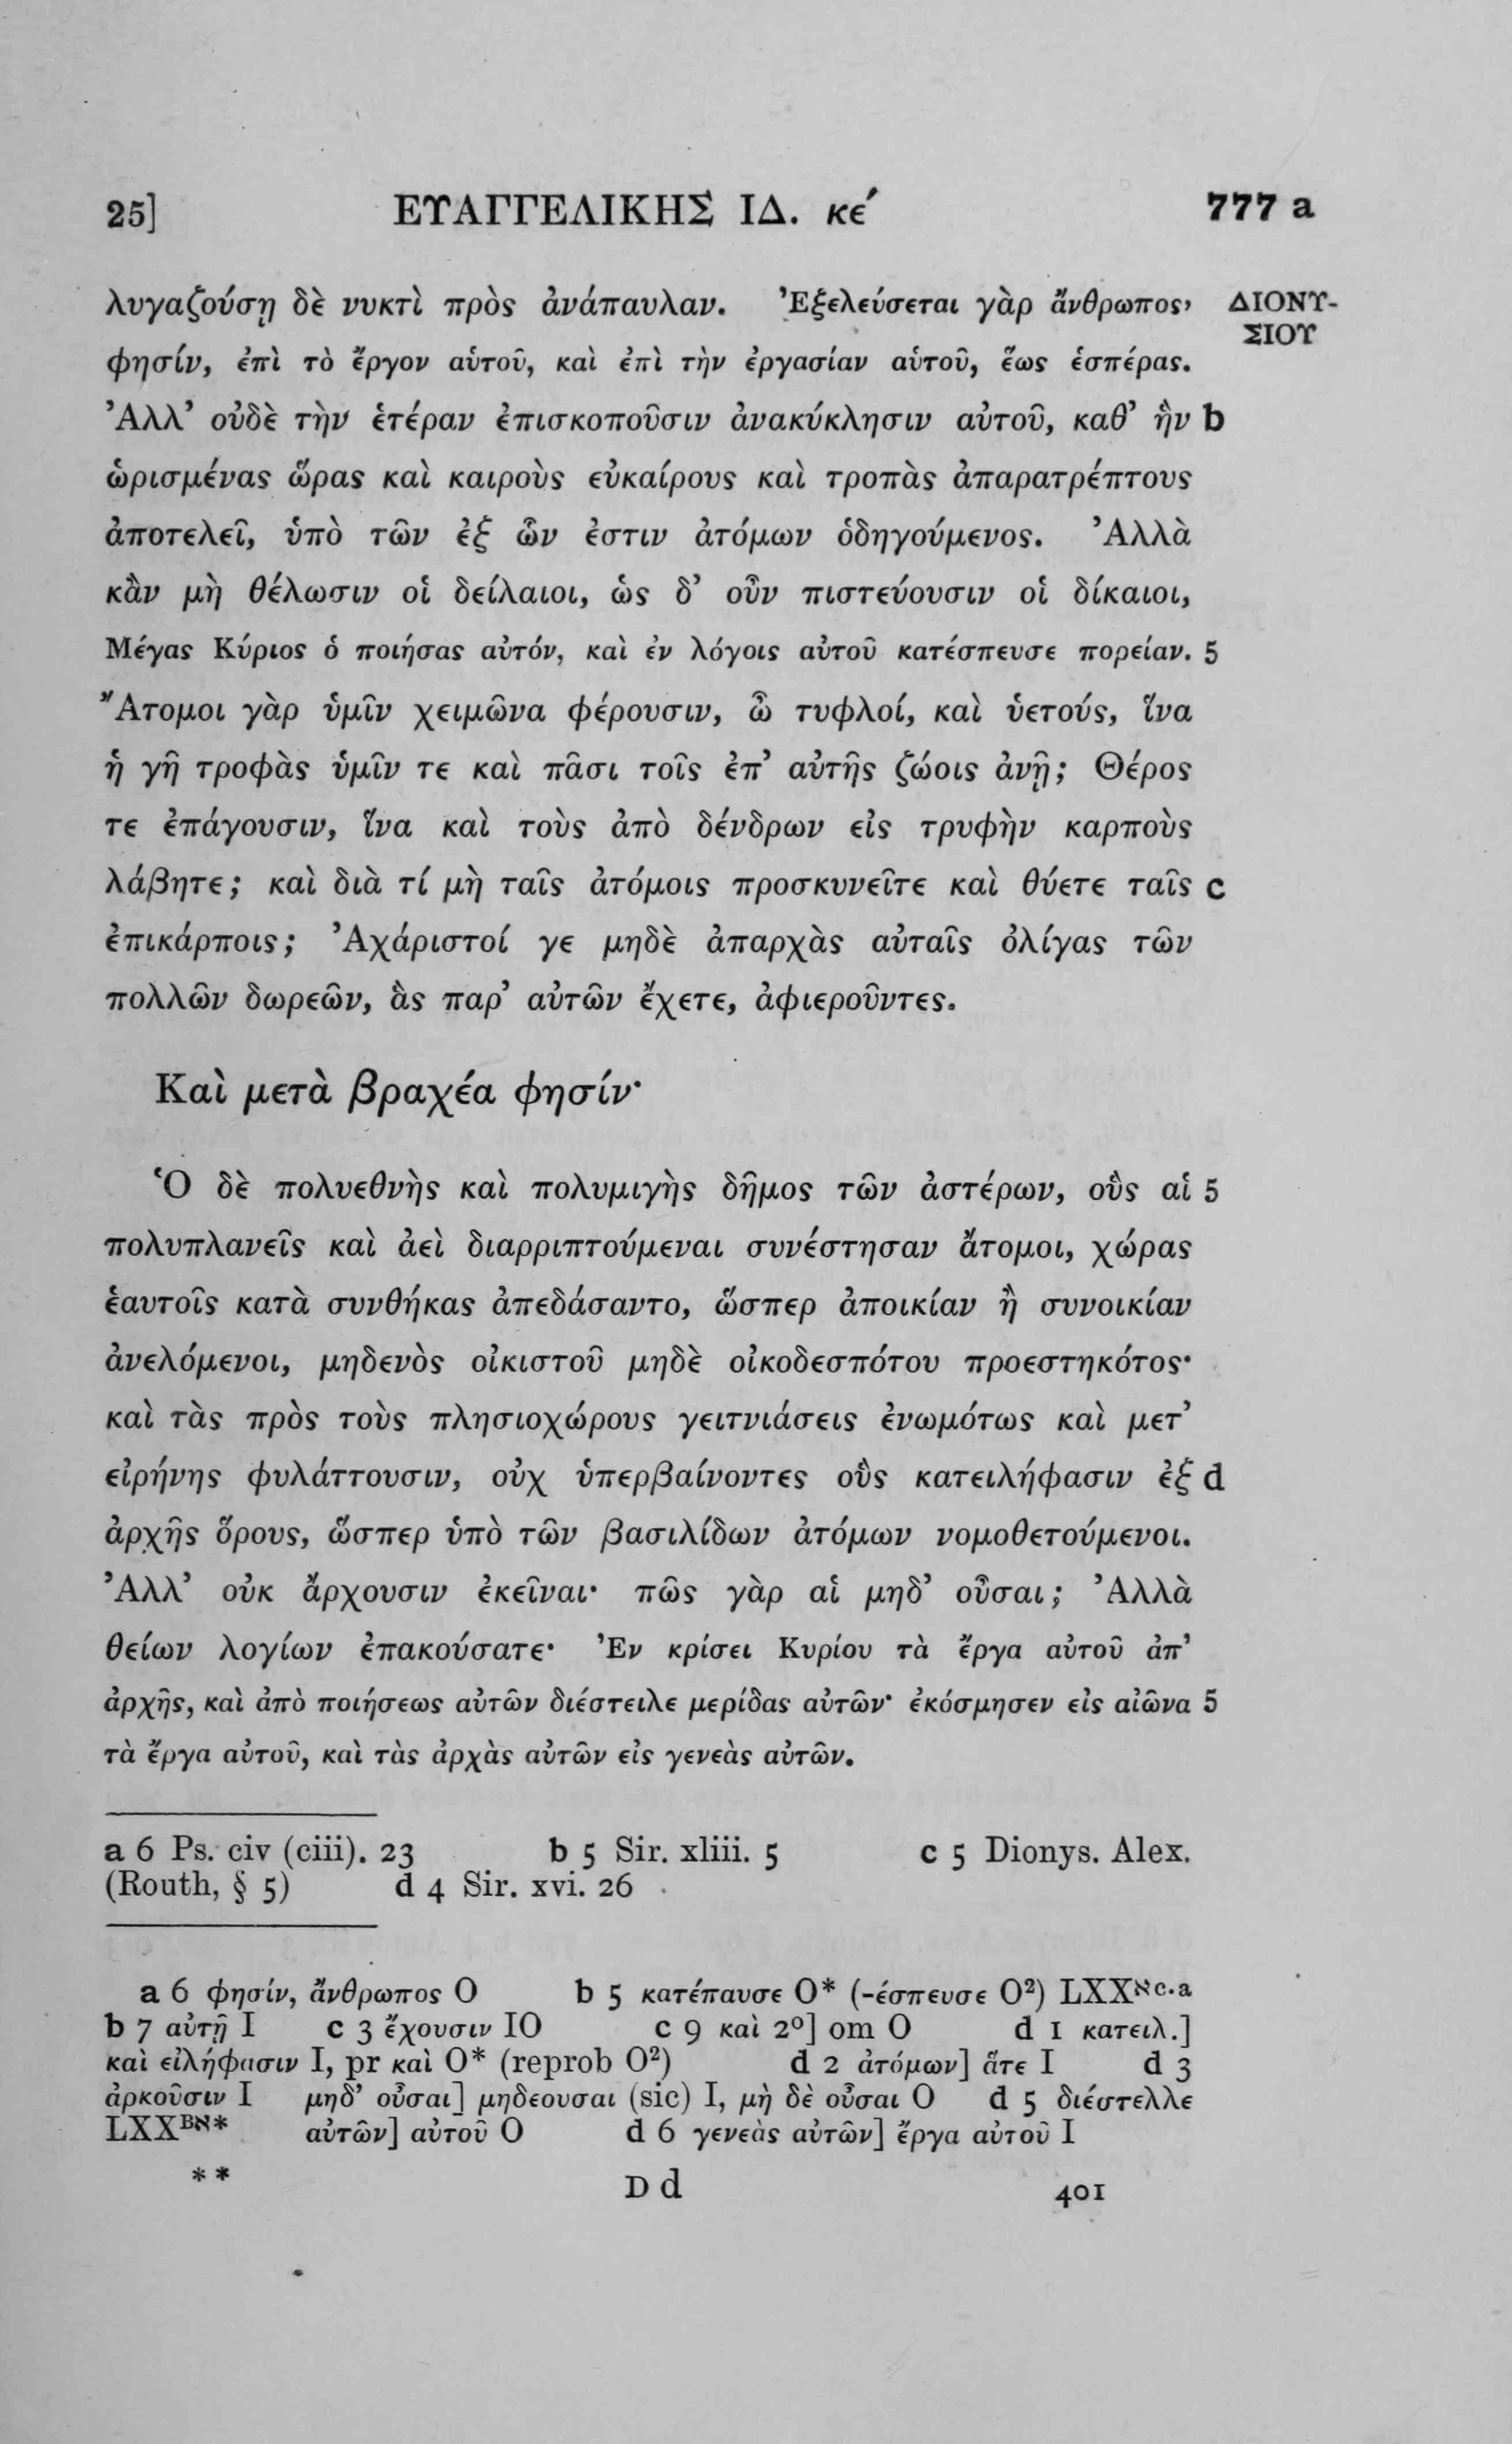 25] ΕΥΑΓΓΕΛΙΚΗΣ ΙΔ. κέ 777 a
λυγαζούσῃ δὲ νυκτὶ πρὸς ἀνάπαυλαν. Ἐξελεύσεται γὰρ ἄνθρωπος, ΔΙΟΝΥ-
ΣΙΟΥ
φησίν, ἐπὶ τὸ ἔργον αὑτοῦ, καὶ ἐπὶ τὴν ἐργασίαν αὑτοῦ, ἕως ἑσπέρας.
Ἀλλ’ οὐδὲ τὴν ἑτέραν ἐπισκοποῦσιν ἀνακύκλησιν αὐτοῦ, καθ’ ἣν b
ὡρισμένας ὥρας καὶ καιροὺς εὐκαίρους καὶ τροπὰς ἀπαρατρέπτους
ἀποτελεῖ, ὑπὸ τῶν ἐξ ὧν ἐστιν ἀτόμων ὁδηγούμενος. Ἀλλὰ
κἂν μὴ θέλωσιν οἱ δείλαιοι, ὡς δ’ οὖν πιστεύουσιν οἱ δίκαιοι,
Μέγας Κύριος ὁ ποιήσας αὐτόν, καὶ ἐν λόγοις αὐτοῦ κατέσπευσε πορείαν. 5
Ἄτομοι γὰρ ὑμῖν χειμῶνα φέρουσιν, ὦ τυφλοί, καὶ ὑετούς, ἵνα
ἡ γῆ τροφὰς ὑμῖν τε καὶ πᾶσι τοῖς ἐπ’ αὐτῆς ζώοις ἀνῇ; Θέρος
τε ἐπάγουσιν, ἵνα καὶ τοὺς ἀπὸ δένδρων εἰς τρυφὴν καρποὺς
λάβητε; καὶ διὰ τί μὴ ταῖς ἀτόμοις προσκυνεῖτε καὶ θύετε ταῖς c
ἐπικάρποις; Ἀχάριστοί γε μηδὲ ἀπαρχὰς αὐταῖς ὀλίγας τῶν
πολλῶν δωρεῶν, ἃς παρ’ αὐτῶν ἔχετε, ἀφιεροῦντες.
Καὶ μετὰ βραχέα φησίν·
Ὁ δὲ πολυεθνὴς καὶ πολυμιγὴς δῆμος τῶν ἀστέρων, οὓς αἱ 5
πολυπλανεῖς καὶ ἀεὶ διαρριπτούμεναι συνέστησαν ἄτομοι, χώρας
ἑαυτοῖς κατὰ συνθήκας ἀπεδάσαντο, ὥσπερ ἀποικίαν ἢ συνοικίαν
ἀνελόμενοι, μηδενὸς οἰκιστοῦ μηδὲ οἰκοδεσπότου προεστηκότος·
καὶ τὰς πρὸς τοὺς πλησιοχώρους γειτνιάσεις ἐνωμότως καὶ μετ’
εἰρήνης φυλάττουσιν, οὐχ ὑπερβαίνοντες οὓς κατειλήφασιν ἐξ d
ἀρχῆς ὅρους, ὥσπερ ὑπὸ τῶν βασιλίδων ἀτόμων νομοθετούμενοι.
Ἀλλ’ οὐκ ἄρχουσιν ἐκεῖναι· πῶς γὰρ αἱ μηδ’ οὖσαι; Ἀλλὰ
θείων λογίων ἐπακούσατε· Ἐν κρίσει Κυρίου τὰ ἔργα αὐτοῦ ἀπ’
ἀρχῆς, καὶ ἀπὸ ποιήσεως αὐτῶν διέστειλε μερίδας αὐτῶν· ἐκόσμησεν εἰς αἰῶνα 5
τὰ ἔργα αὐτοῦ, καὶ τὰς ἀρχὰς αὐτῶν εἰς γενεὰς αὐτῶν.
a 6 Ps. civ (ciii). 23 b 5 Sir. xliii. 5 c 5 Dionys. Alex.
(Routh, § 5) d 4 Sir. xvi. 26
a 6 φησίν, ἄνθρωπος O b 5 κατέπαυσε O* (-έσπευσε O²) LXXᴺc.a
b 7 αὐτῇ I c 3 ἔχουσιν IO c 9 καὶ 2⁰] om O d 1 κατειλ.]
καὶ εἰλήφασιν I, pr καὶ O* (reprob O²) d 2 ἀτόμων] ἅτε I d 3
ἀρκοῦσιν I μηδ’ οὖσαι] μηδεουσαι (sic) I, μὴ δὲ οὖσαι O d 5 διέστελλε
LXXᴮא* αὐτῶν] αὐτοῦ O d 6 γενεὰς αὐτῶν] ἔργα αὐτοῦ I
** D d 401